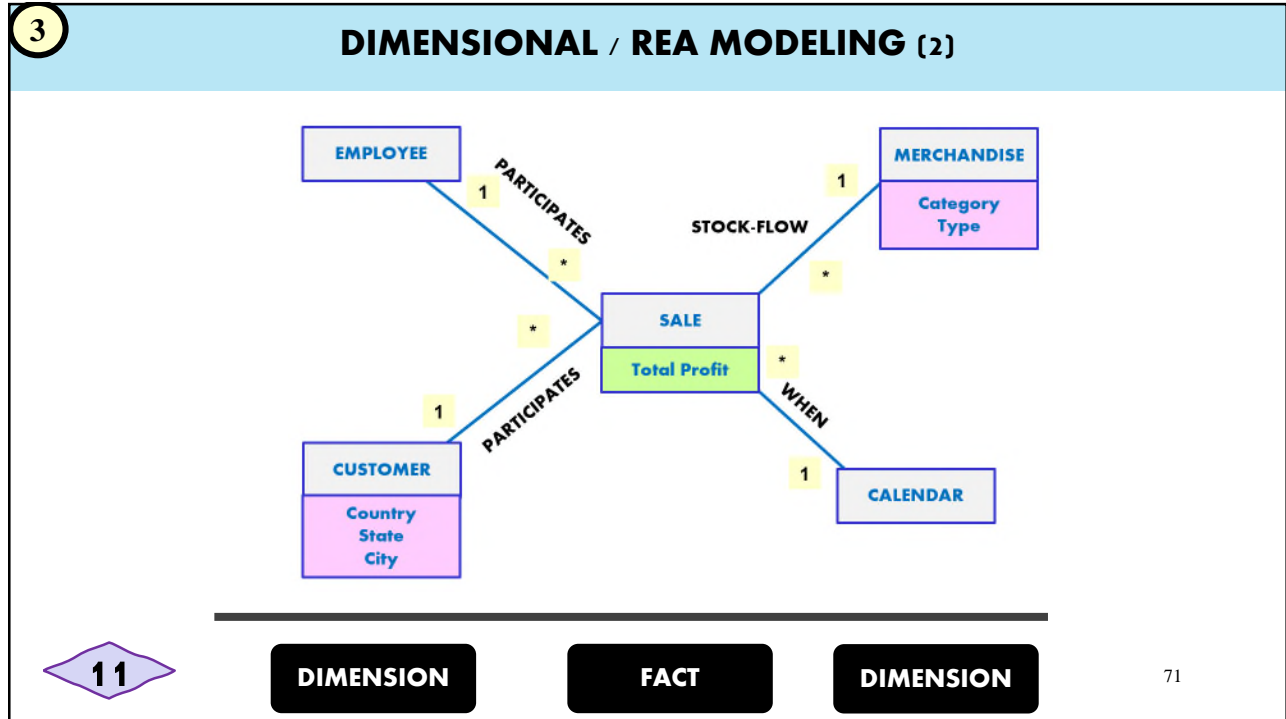 3
DIMENSIONAL / REA MODELING (2)
EMPLOYEE
MERCHANDISE
Category
Type
1
PARTICIPATES
*
1
STOCK-FLOW
*
SALE
Total Profit
*
1
PARTICIPATES
*
WHEN
1
CUSTOMER
Country
State
City
CALENDAR
11
DIMENSION
FACT
DIMENSION
71